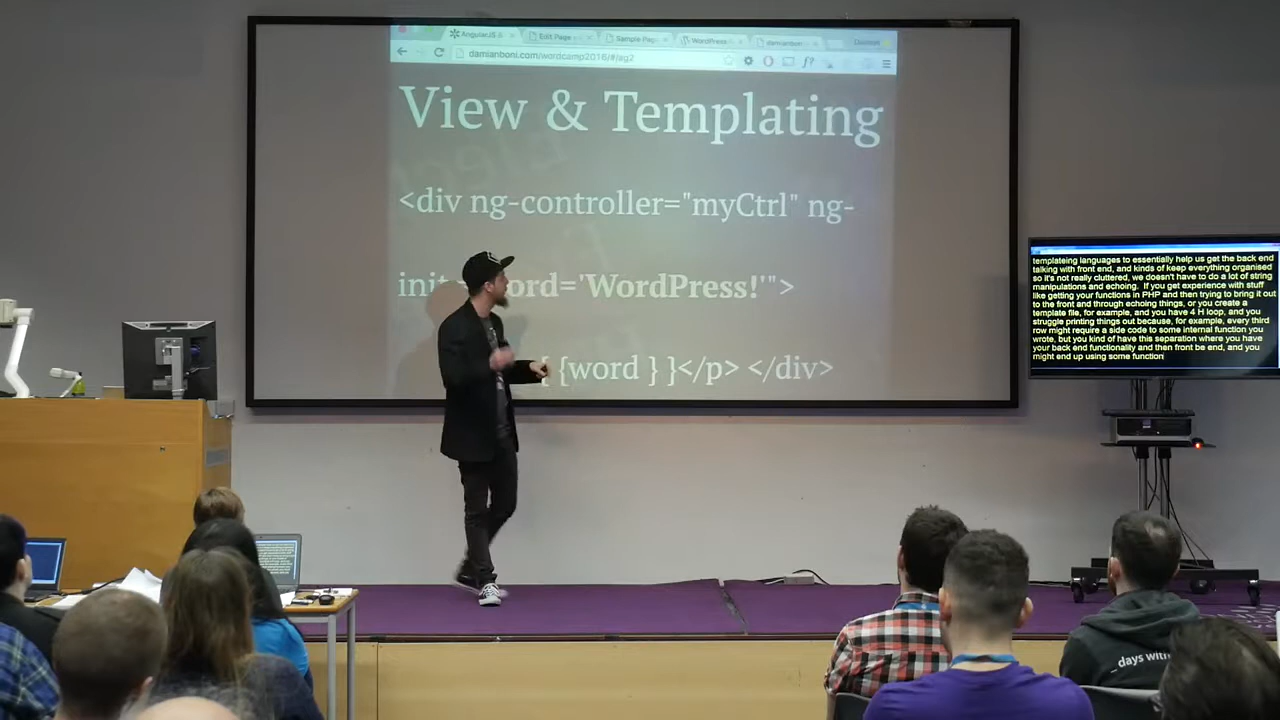 AngularJS
Edit Page
Sample Page
WordPress
damianboni
damianboni.com/wordcamp2016/#/ag2
View & Templating
<div ng-controller="myCtrl" ng-
init ord='WordPress!'">
{ {word } }</p> </div>
templateing languages to essentially help us get the back end
talking with front end, and kinds of keep everything organised
so it's not really cluttered, we doesn't have to do a lot of string
manipulations and echoing.  If you get experience with stuff
like getting your functions in PHP and then trying to bring it out
to the front and through echoing things, or you create a
template file, for example, and you have 4 H loop, and you
struggle printing things out because, for example, every third
row might require a side code to some internal function you
wrote, but you kind of have this separation where you have
your back end functionality and then front be end, and you
might end up using some function
days with